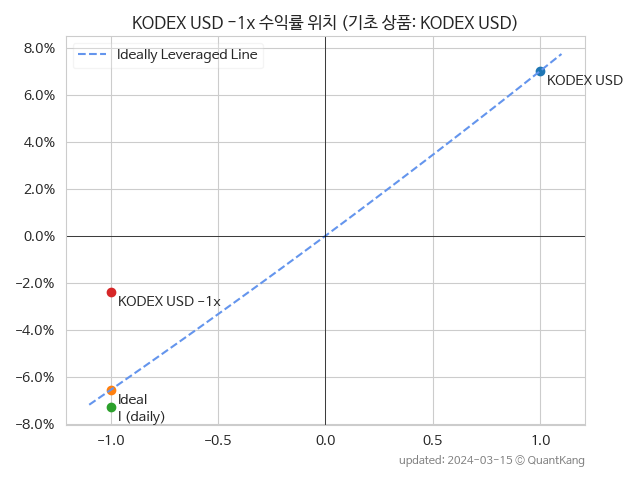 KODEX USD -1x 수익률 위치 (기초 상품: KODEX USD)
8.0%
Ideally Leveraged Line
KODEX USD
6.0%
4.0%
2.0%
0.0%
-2.0%
KODEX USD -1x
-4.0%
-6.0%
Ideal
l (daily)
-8.0%
-1.0
-0.5
0.0
0.5
1.0
updated: 2024-03-15 © QuantKang